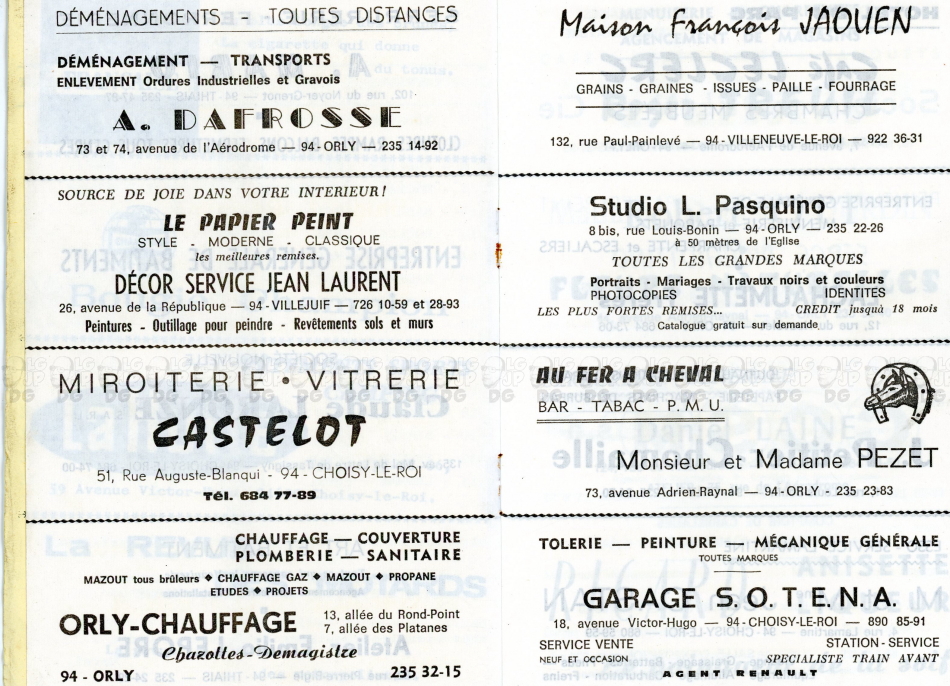 DÉMÉNAGEMENTS - TOUTES DISTANCES
DÉMÉNAGEMENT — TRANSPORTS
ENLEVEMENT Ordures Industrielles et Gravois
A. DAFROSSE
73 et 74, avenue de l'Aérodrome — 94-ORLY — 235 14-92
SOURCE DE JOIE DANS VOTRE INTERIEUR !
LE PAPIER PEINT
STYLE - MODERNE - CLASSIQUE
les meilleures remises.
DÉCOR SERVICE JEAN LAURENT
26, avenue de la République — 94-VILLEJUIF — 726 10-59 et 28-93
Peintures - Outillage pour peindre - Revêtements sols et murs
MIROITERIE • VITRERIE
CASTELOT
51, Rue Auguste-Blanqui - 94-CHOISY-LE-ROI
Tél. 684 77-89
CHAUFFAGE — COUVERTURE
PLOMBERIE — SANITAIRE
MAZOUT tous brûleurs ◆ CHAUFFAGE GAZ ◆ MAZOUT ◆ PROPANE
ETUDES ◆ PROJETS
ORLY-CHAUFFAGE
13, allée du Rond-Point
7, allée des Platanes
Chazottes-Demagistre
94 - ORLY 235 32-15
Maison François JAOUEN
GRAINS - GRAINES - ISSUES - PAILLE - FOURRAGE
132, rue Paul-Painlevé — 94-VILLENEUVE-LE-ROI — 922 36-31
Studio L. Pasquino
8 bis, rue Louis-Bonin — 94-ORLY — 235 22-26
à 50 mètres de l'Eglise
TOUTES LES GRANDES MARQUES
Portraits - Mariages - Travaux noirs et couleurs
PHOTOCOPIES IDENTITES
LES PLUS FORTES REMISES... CREDIT jusquà 18 mois
Catalogue gratuit sur demande
AU FER A CHEVAL
BAR - TABAC - P.M.U.
Monsieur et Madame PEZET
73, avenue Adrien-Raynal — 94-ORLY - 235 23-83
TOLERIE — PEINTURE — MÉCANIQUE GÉNÉRALE
TOUTES MARQUES
GARAGE S.O.T.E.N.A.
18, avenue Victor-Hugo — 94-CHOISY-LE-ROI — 890 85-91
SERVICE VENTE STATION-SERVICE
NEUF ET OCCASION SPECIALISTE TRAIN AVANT
AGENT RENAULT